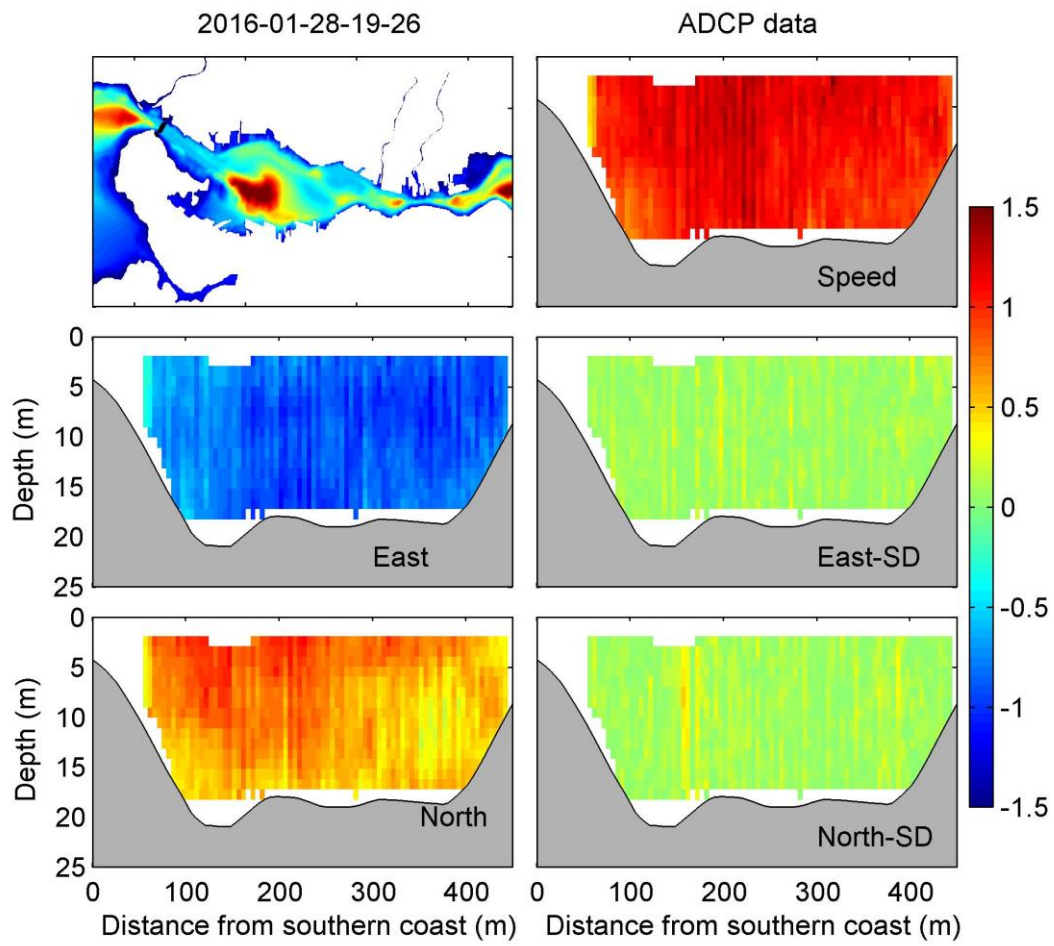 2016-01-28-19-26
ADCP data
Speed
1.5
1
0.5
0
-0.5
-1
-1.5
0
5
10
15
20
25
Depth (m)
East
East-SD
0
5
10
15
20
25
Depth (m)
North
North-SD
0 100 200 300 400
0 100 200 300 400
Distance from southern coast (m)
Distance from southern coast (m)